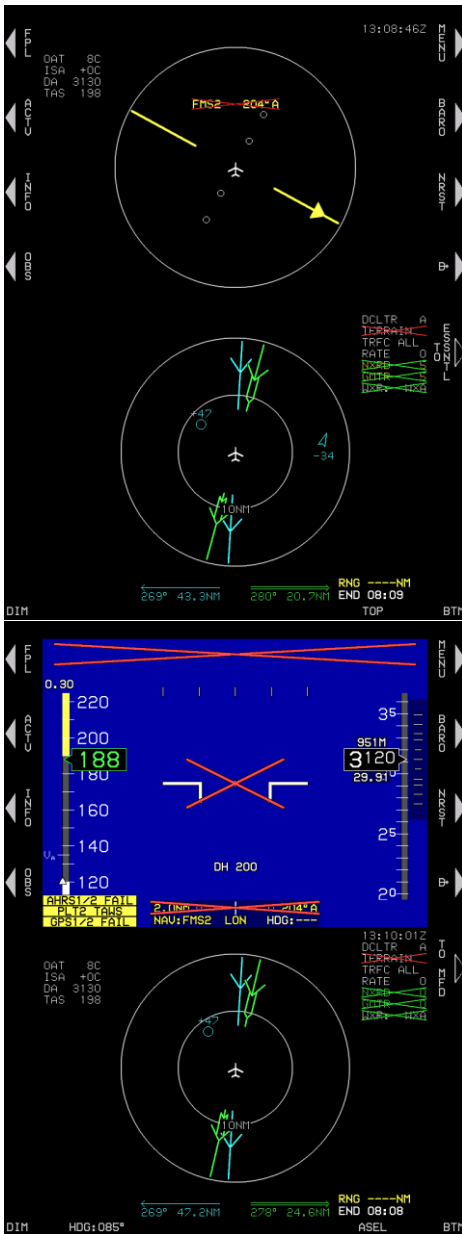 FPL
13:08:46Z
MENU
OAT 8C
ISA +0C
DA 3130
TAS 198
ACTV
FMS2 204°A
BARO
INFO
NRST
OBS
D→
DCLTR A
TERRAIN
TRFC ALL
RATE 0
TO ESSNTL
+47
-34
10NM
269° 43.3NM
280° 20.7NM
RNG ----NM
END 08:09
DIM
TOP
BTM
FPL
MENU
0.30
220
200
188
180
160
140
VA
120
951M
35
3120
30
29.91
25
20
ACTV
BARO
INFO
NRST
DH 200
OBS
D→
AHRS1/2 FAIL
PLT2 TAWS
GPS1/2 FAIL
2.0NM 204°A
NAV:FMS2 LON HDG:---
13:10:01Z
OAT 8C
ISA +0C
DA 3130
TAS 198
DCLTR A
TERRAIN
TRFC ALL
RATE 0
TO MFD
+47
10NM
269° 47.2NM
278° 24.6NM
RNG ----NM
END 08:08
DIM
HDG:085°
ASEL
BTM